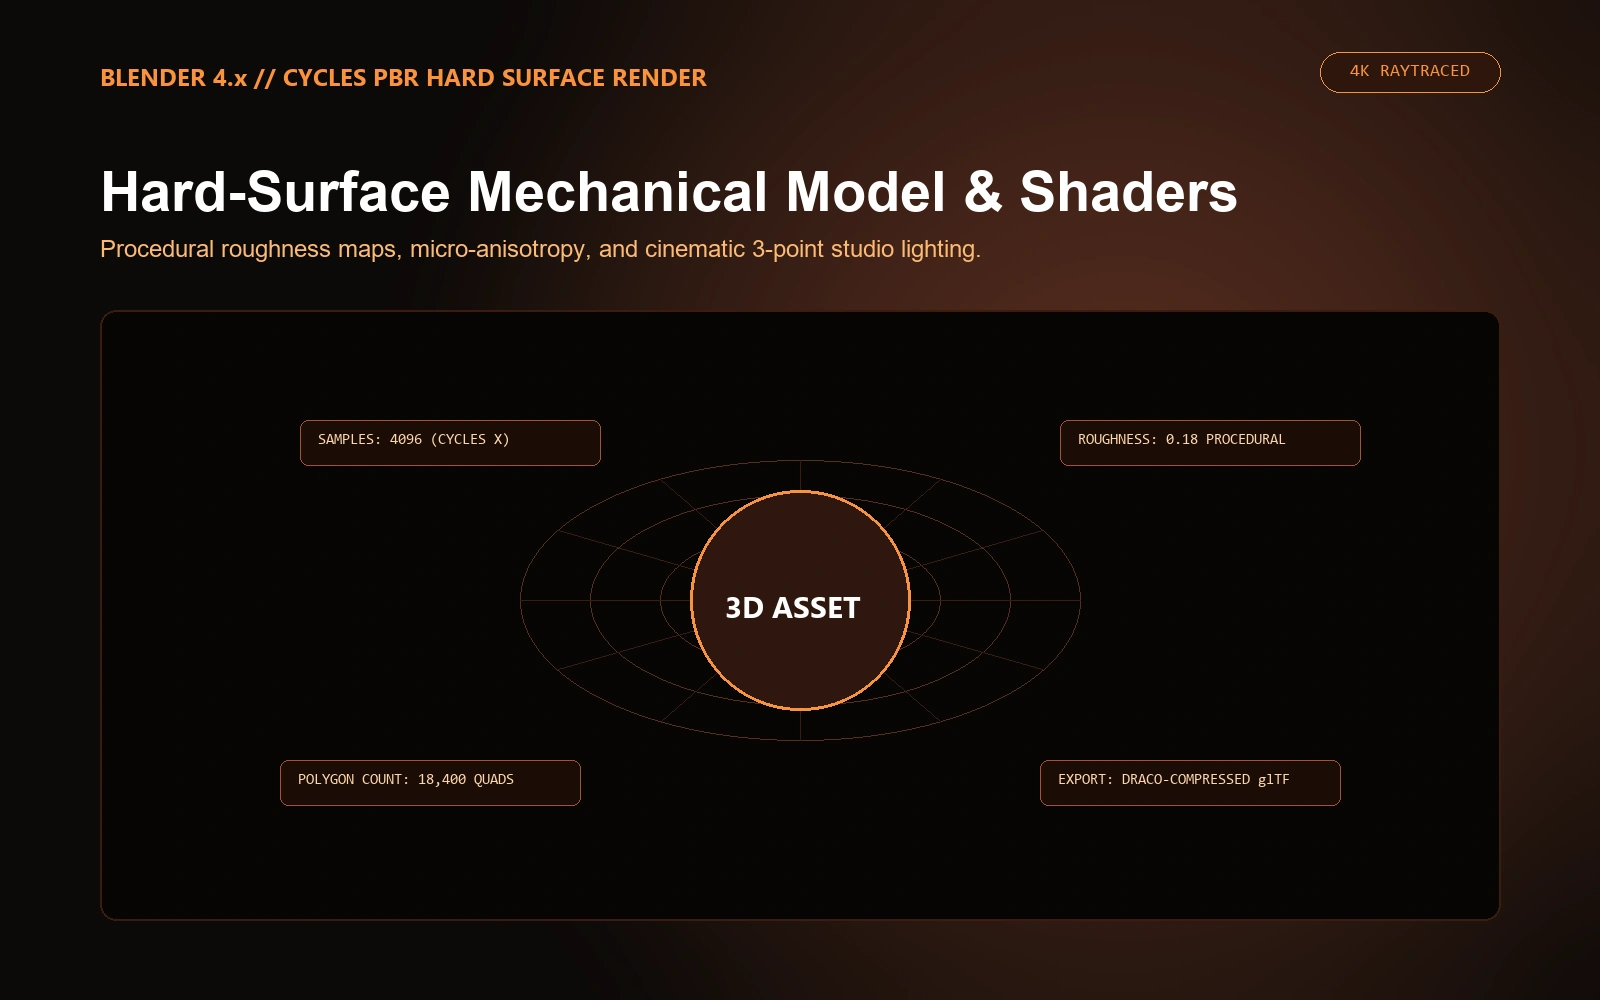 BLENDER 4.x // CYCLES PBR HARD SURFACE RENDER
4K RAYTRACED
Hard-Surface Mechanical Model & Shaders
Procedural roughness maps, micro-anisotropy, and cinematic 3-point studio lighting.
SAMPLES: 4096 (CYCLES X)
ROUGHNESS: 0.18 PROCEDURAL
3D ASSET
POLYGON COUNT: 18,400 QUADS
EXPORT: DRACO-COMPRESSED glTF